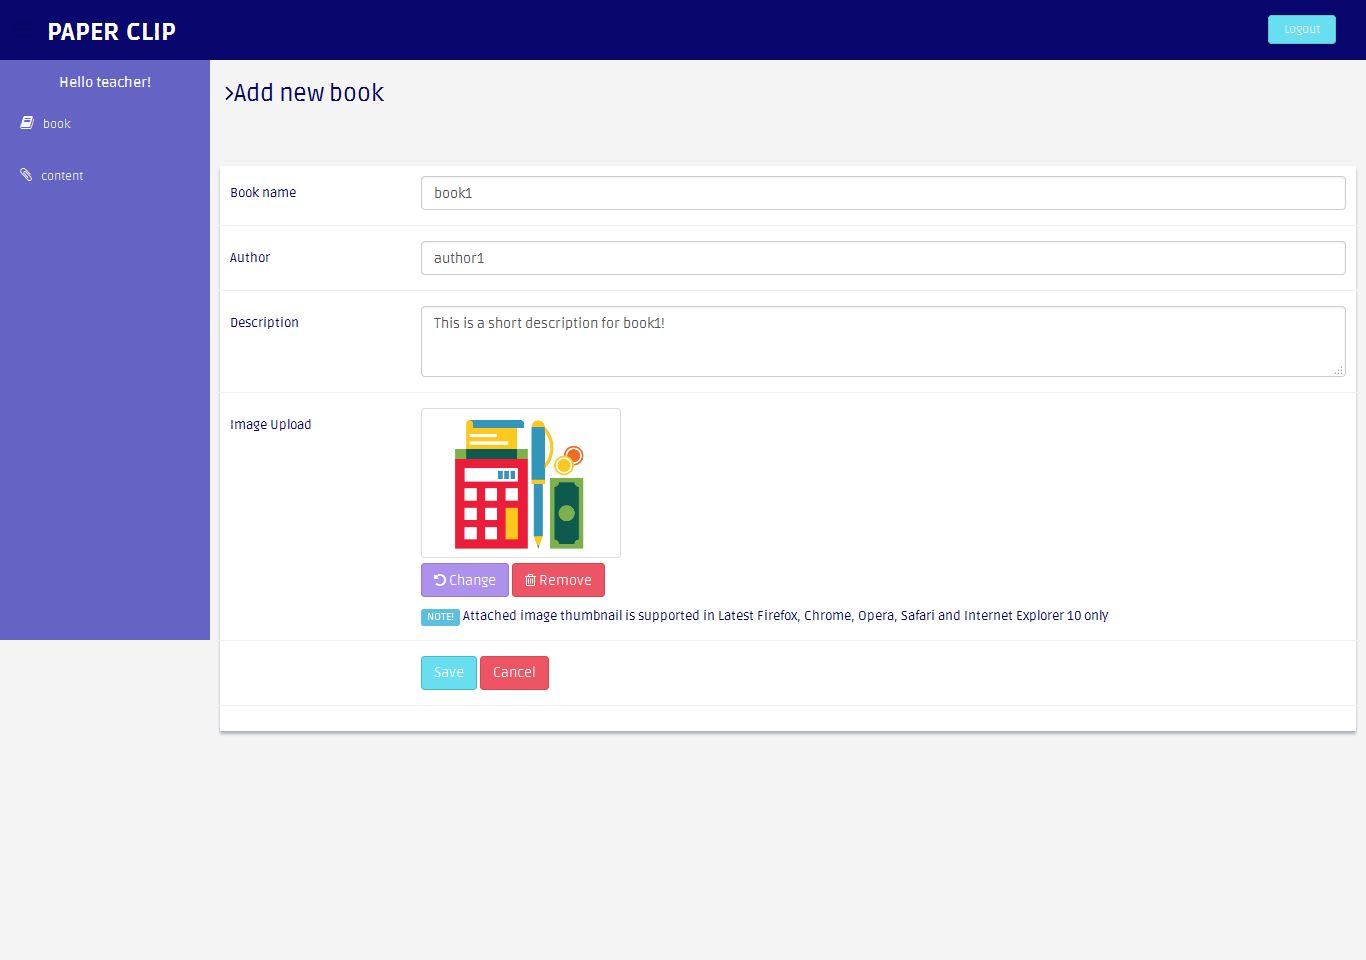 PAPER CLIP
Logout
Hello teacher!
book
content
>Add new book
Book name
book1
Author
author1
Description
This is a short description for book1!
Image Upload
Change
Remove
NOTE! Attached image thumbnail is supported in Latest Firefox, Chrome, Opera, Safari and Internet Explorer 10 only
Save
Cancel